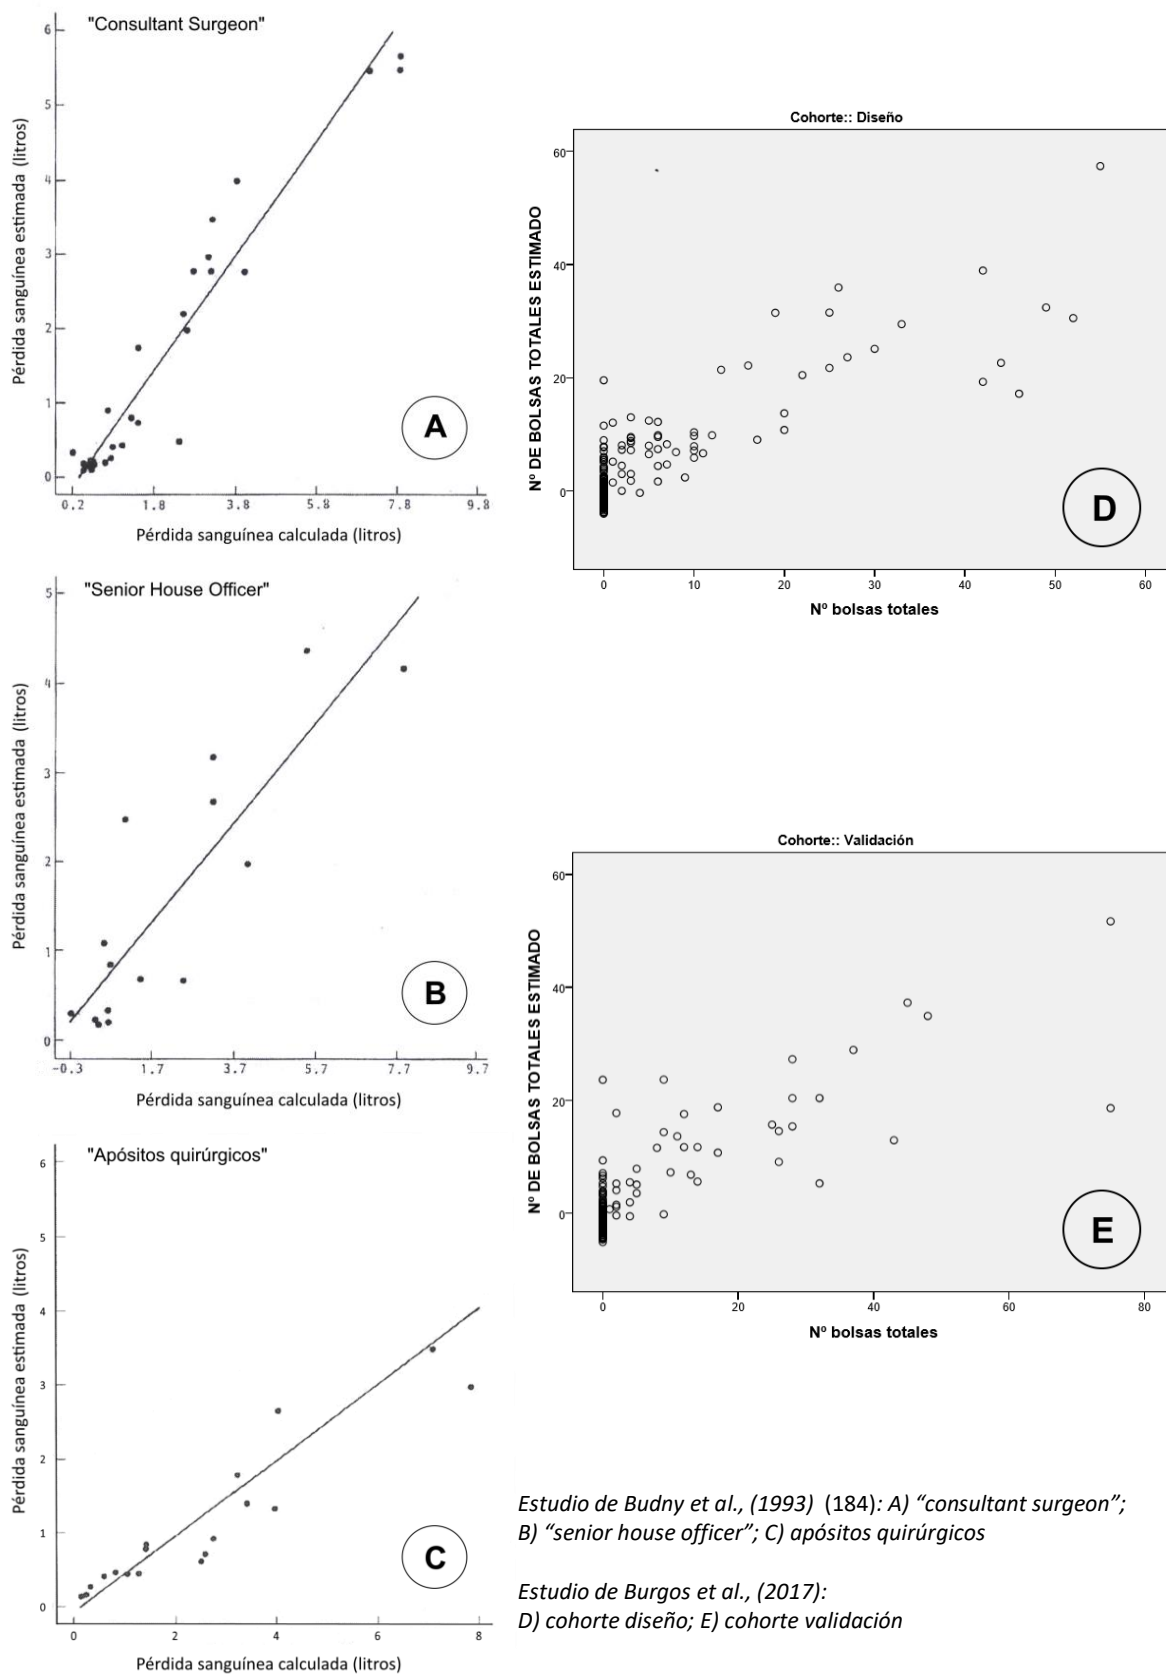 "Consultant Surgeon"
Pérdida sanguínea estimada (litros)
6
5
4
3
2
1
0
A
0.2 1.8 3.8 5.8 7.8 9.8
Pérdida sanguínea calculada (litros)
"Senior House Officer"
Pérdida sanguínea estimada (litros)
5
4
3
2
1
0
B
-0.3 1.7 3.7 5.7 7.7 9.7
Pérdida sanguínea calculada (litros)
"Apósitos quirúrgicos"
Pérdida sanguínea estimada (litros)
6
5
4
3
2
1
0
C
0 2 4 6 8
Pérdida sanguínea calculada (litros)
Cohorte:: Diseño
Nº DE BOLSAS TOTALES ESTIMADO
60
40
20
0
D
0 10 20 30 40 50 60
Nº bolsas totales
Cohorte:: Validación
Nº DE BOLSAS TOTALES ESTIMADO
60
40
20
0
E
0 20 40 60 80
Nº bolsas totales
Estudio de Budny et al., (1993) (184): A) “consultant surgeon”;
B) “senior house officer”; C) apósitos quirúrgicos
Estudio de Burgos et al., (2017):
D) cohorte diseño; E) cohorte validación